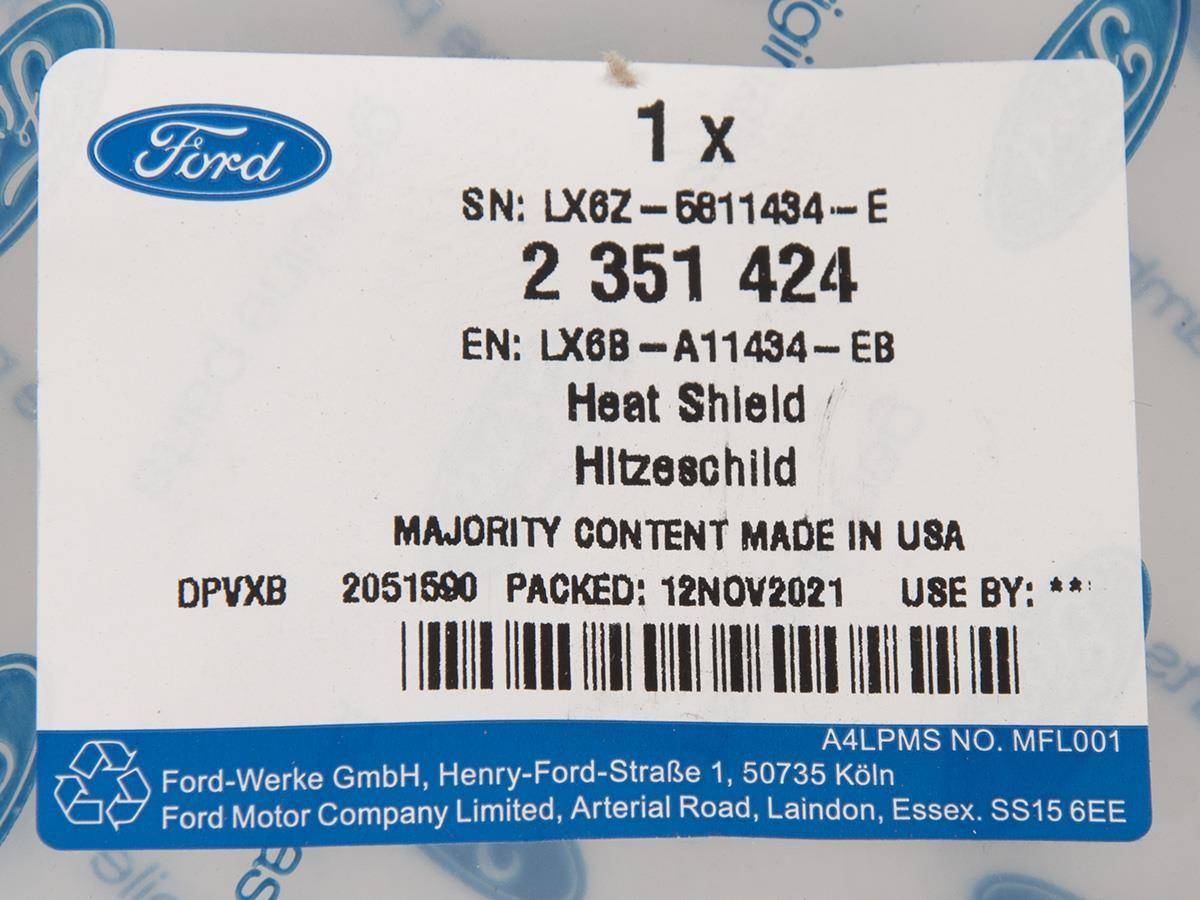 Ford
1 x
SN: LX6Z-5811434-E
2 351 424
EN: LX6B-A11434-EB
Heat Shield
Hitzeschild
MAJORITY CONTENT MADE IN USA
DPVXB 2051590 PACKED: 12NOV2021 USE BY: **
A4LPMS NO. MFL001
Ford-Werke GmbH, Henry-Ford-Straße 1, 50735 Köln
Ford Motor Company Limited, Arterial Road, Laindon, Essex. SS15 6EE